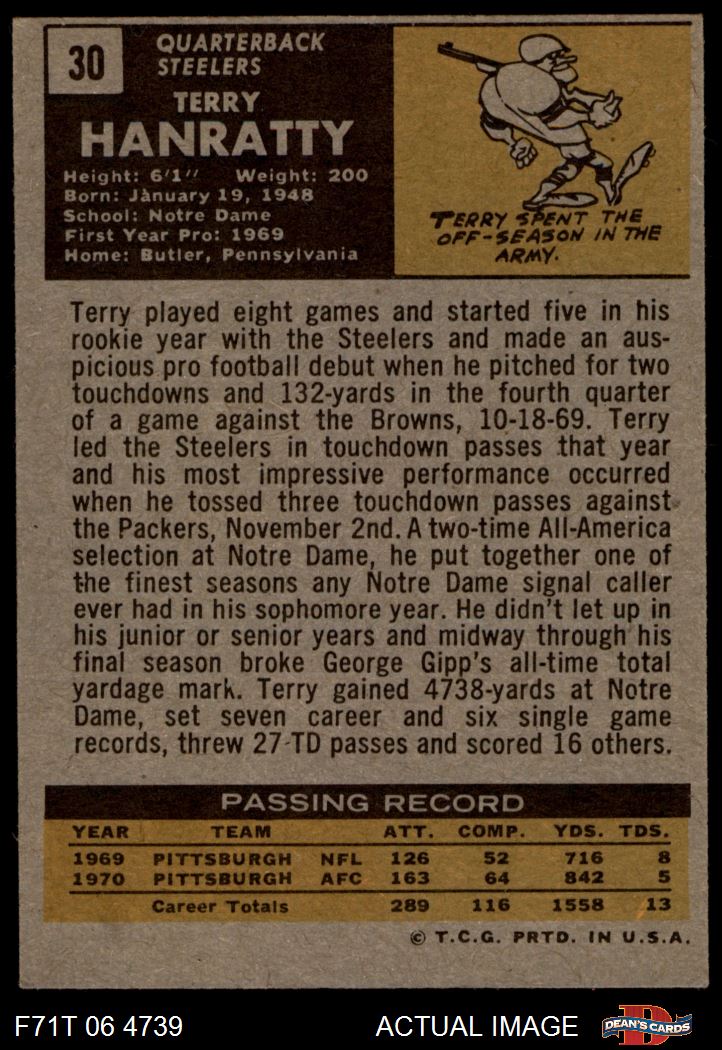 30
QUARTERBACK
STEELERS
TERRY
HANRATTY
Height: 6'1" Weight: 200
Born: January 19, 1948
School: Notre Dame
First Year Pro: 1969
Home: Butler, Pennsylvania
TERRY SPENT THE
OFF-SEASON IN THE
ARMY.
Terry played eight games and started five in his
rookie year with the Steelers and made an aus-
picious pro football debut when he pitched for two
touchdowns and 132-yards in the fourth quarter
of a game against the Browns, 10-18-69. Terry
led the Steelers in touchdown passes that year
and his most impressive performance occurred
when he tossed three touchdown passes against
the Packers, November 2nd. A two-time All-America
selection at Notre Dame, he put together one of
the finest seasons any Notre Dame signal caller
ever had in his sophomore year. He didn't let up in
his junior or senior years and midway through his
final season broke George Gipp's all-time total
yardage mark. Terry gained 4738-yards at Notre
Dame, set seven career and six single game
records, threw 27 TD passes and scored 16 others.
PASSING RECORD
YEAR TEAM ATT. COMP. YDS. TDS.
1969 PITTSBURGH NFL 126 52 716 8
1970 PITTSBURGH AFC 163 64 842 5
Career Totals 289 116 1558 13
© T.C.G. PRTD. IN U.S.A.
F71T 06 4739 ACTUAL IMAGE D DEAN'S CARDS